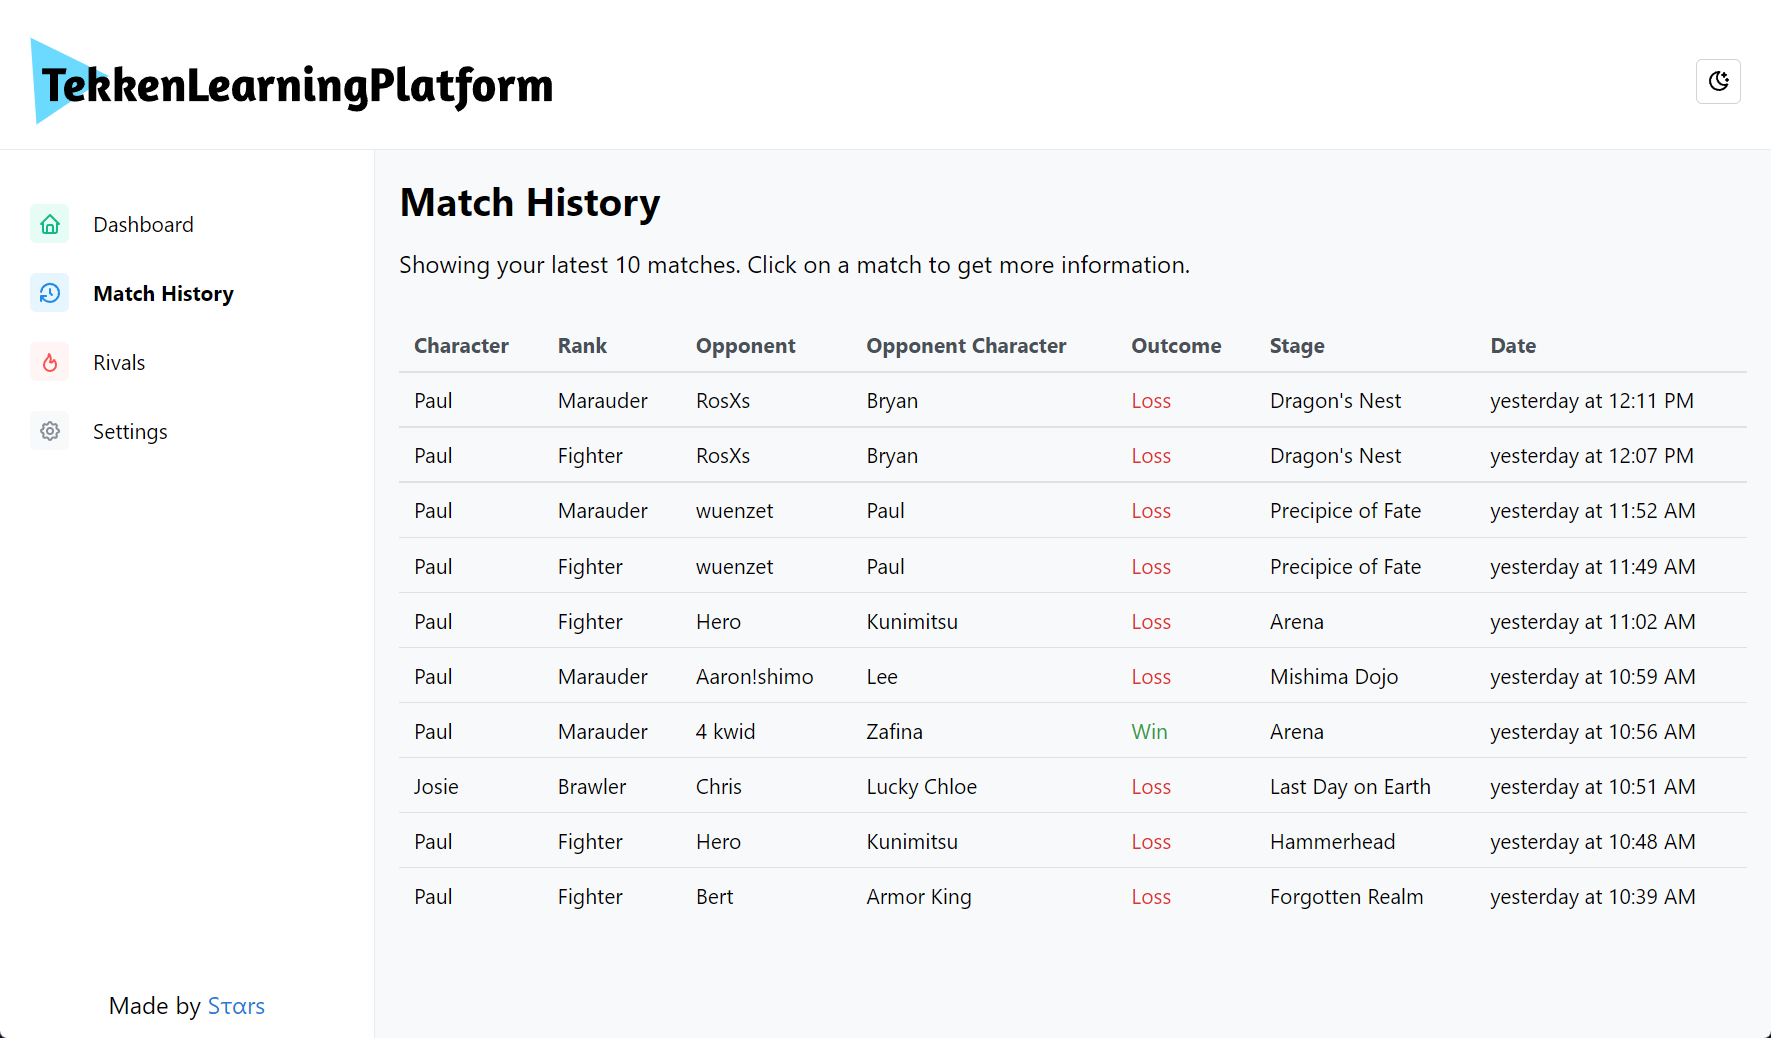 TekkenLearningPlatform
Dashboard
Match History
Rivals
Settings
Made by Sταrs
Match History
Showing your latest 10 matches. Click on a match to get more information.
Character Rank Opponent Opponent Character Outcome Stage Date
Paul Marauder RosXs Bryan Loss Dragon's Nest yesterday at 12:11 PM
Paul Fighter RosXs Bryan Loss Dragon's Nest yesterday at 12:07 PM
Paul Marauder wuenzet Paul Loss Precipice of Fate yesterday at 11:52 AM
Paul Fighter wuenzet Paul Loss Precipice of Fate yesterday at 11:49 AM
Paul Fighter Hero Kunimitsu Loss Arena yesterday at 11:02 AM
Paul Marauder Aaron!shimo Lee Loss Mishima Dojo yesterday at 10:59 AM
Paul Marauder 4 kwid Zafina Win Arena yesterday at 10:56 AM
Josie Brawler Chris Lucky Chloe Loss Last Day on Earth yesterday at 10:51 AM
Paul Fighter Hero Kunimitsu Loss Hammerhead yesterday at 10:48 AM
Paul Fighter Bert Armor King Loss Forgotten Realm yesterday at 10:39 AM